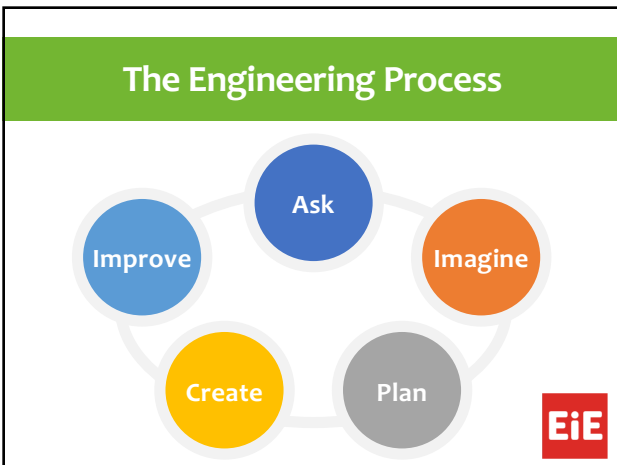 The Engineering Process
Ask
Imagine
Plan
Create
Improve
EiE